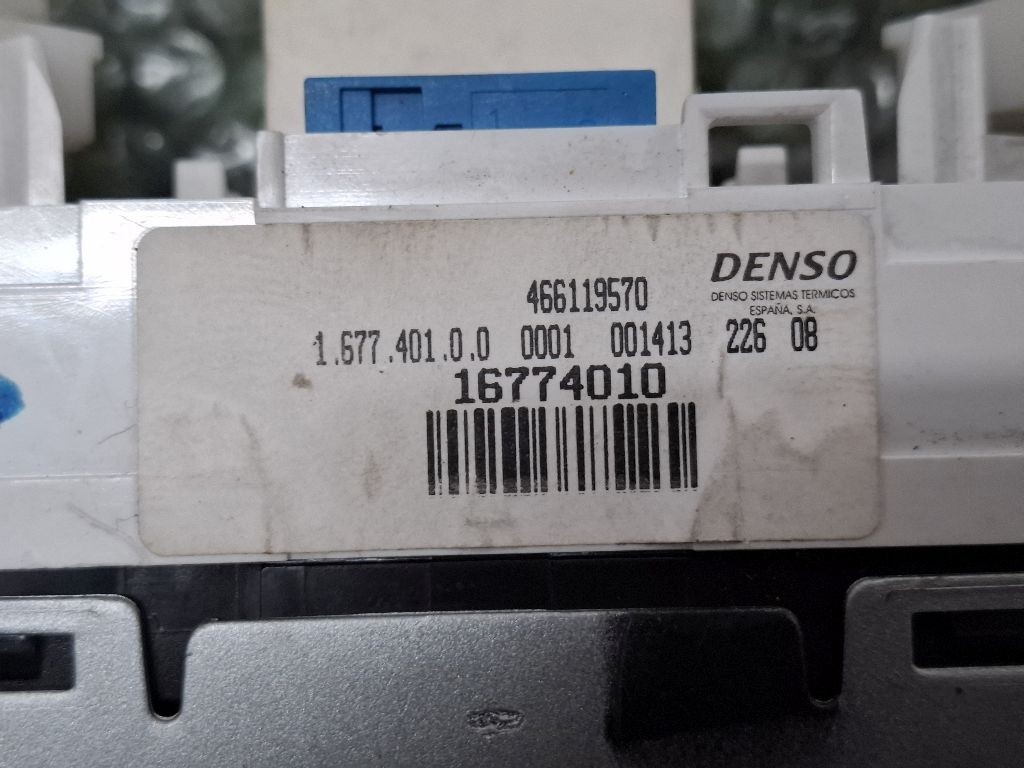 DENSO
DENSO SISTEMAS TERMICOS
ESPAÑA, S.A.
466119570
1.677.401.0.0 0001 001413 226 08
16774010